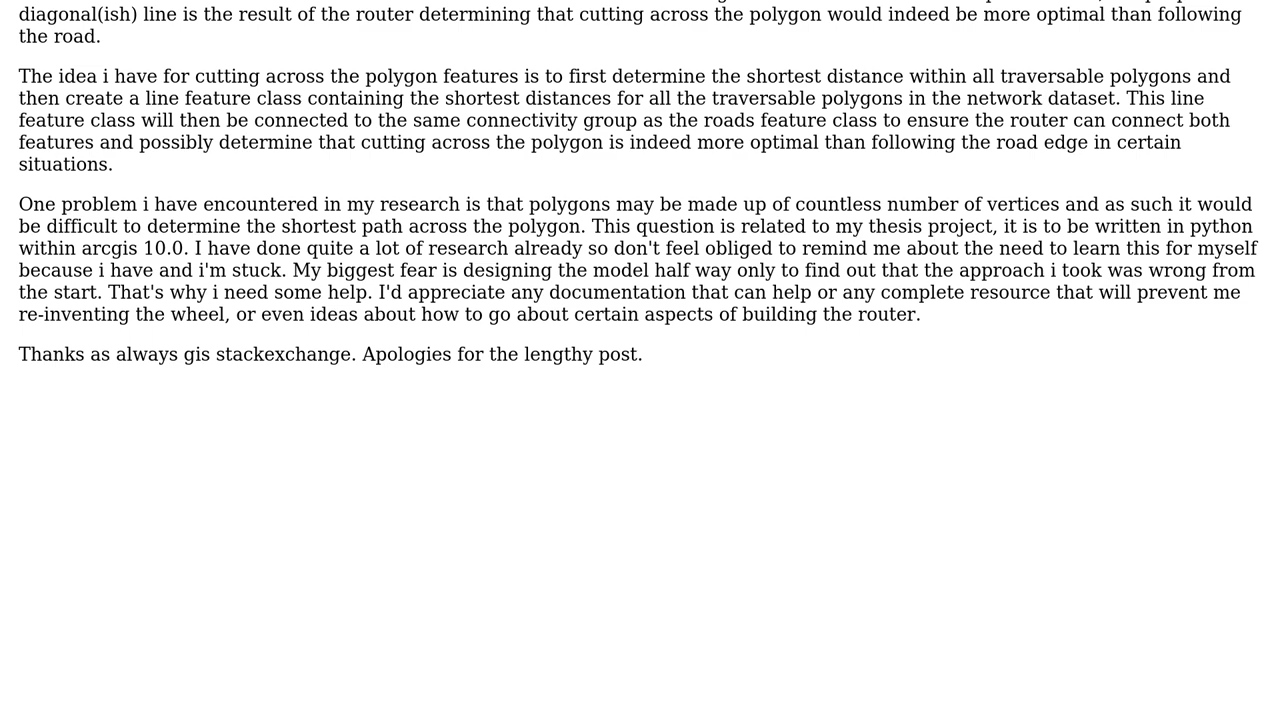 diagonal(ish) line is the result of the router determining that cutting across the polygon would indeed be more optimal than following
the road.
The idea i have for cutting across the polygon features is to first determine the shortest distance within all traversable polygons and
then create a line feature class containing the shortest distances for all the traversable polygons in the network dataset. This line
feature class will then be connected to the same connectivity group as the roads feature class to ensure the router can connect both
features and possibly determine that cutting across the polygon is indeed more optimal than following the road edge in certain
situations.
One problem i have encountered in my research is that polygons may be made up of countless number of vertices and as such it would
be difficult to determine the shortest path across the polygon. This question is related to my thesis project, it is to be written in python
within arcgis 10.0. I have done quite a lot of research already so don't feel obliged to remind me about the need to learn this for myself
because i have and i'm stuck. My biggest fear is designing the model half way only to find out that the approach i took was wrong from
the start. That's why i need some help. I'd appreciate any documentation that can help or any complete resource that will prevent me
re-inventing the wheel, or even ideas about how to go about certain aspects of building the router.
Thanks as always gis stackexchange. Apologies for the lengthy post.